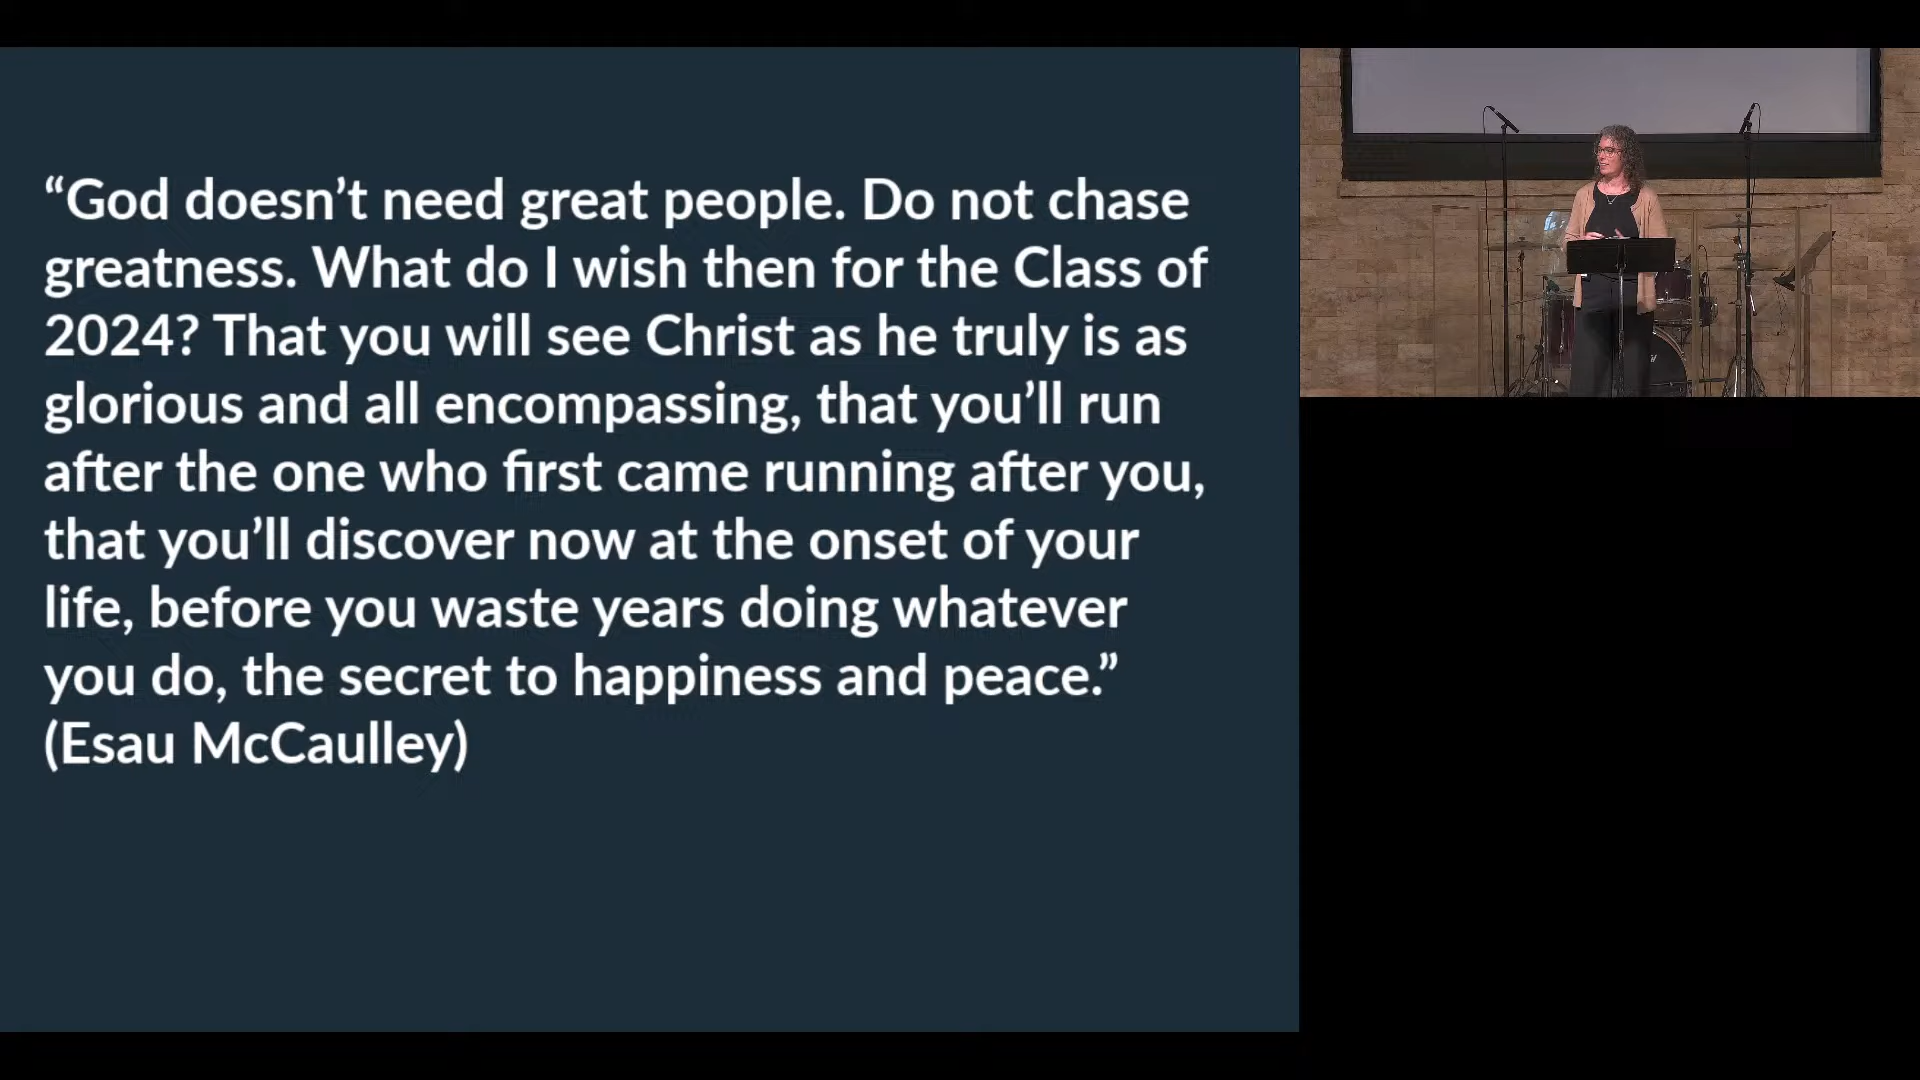 “God doesn’t need great people. Do not chase
greatness. What do I wish then for the Class of
2024? That you will see Christ as he truly is as
glorious and all encompassing, that you’ll run
after the one who first came running after you,
that you’ll discover now at the onset of your
life, before you waste years doing whatever
you do, the secret to happiness and peace.”
(Esau McCaulley)